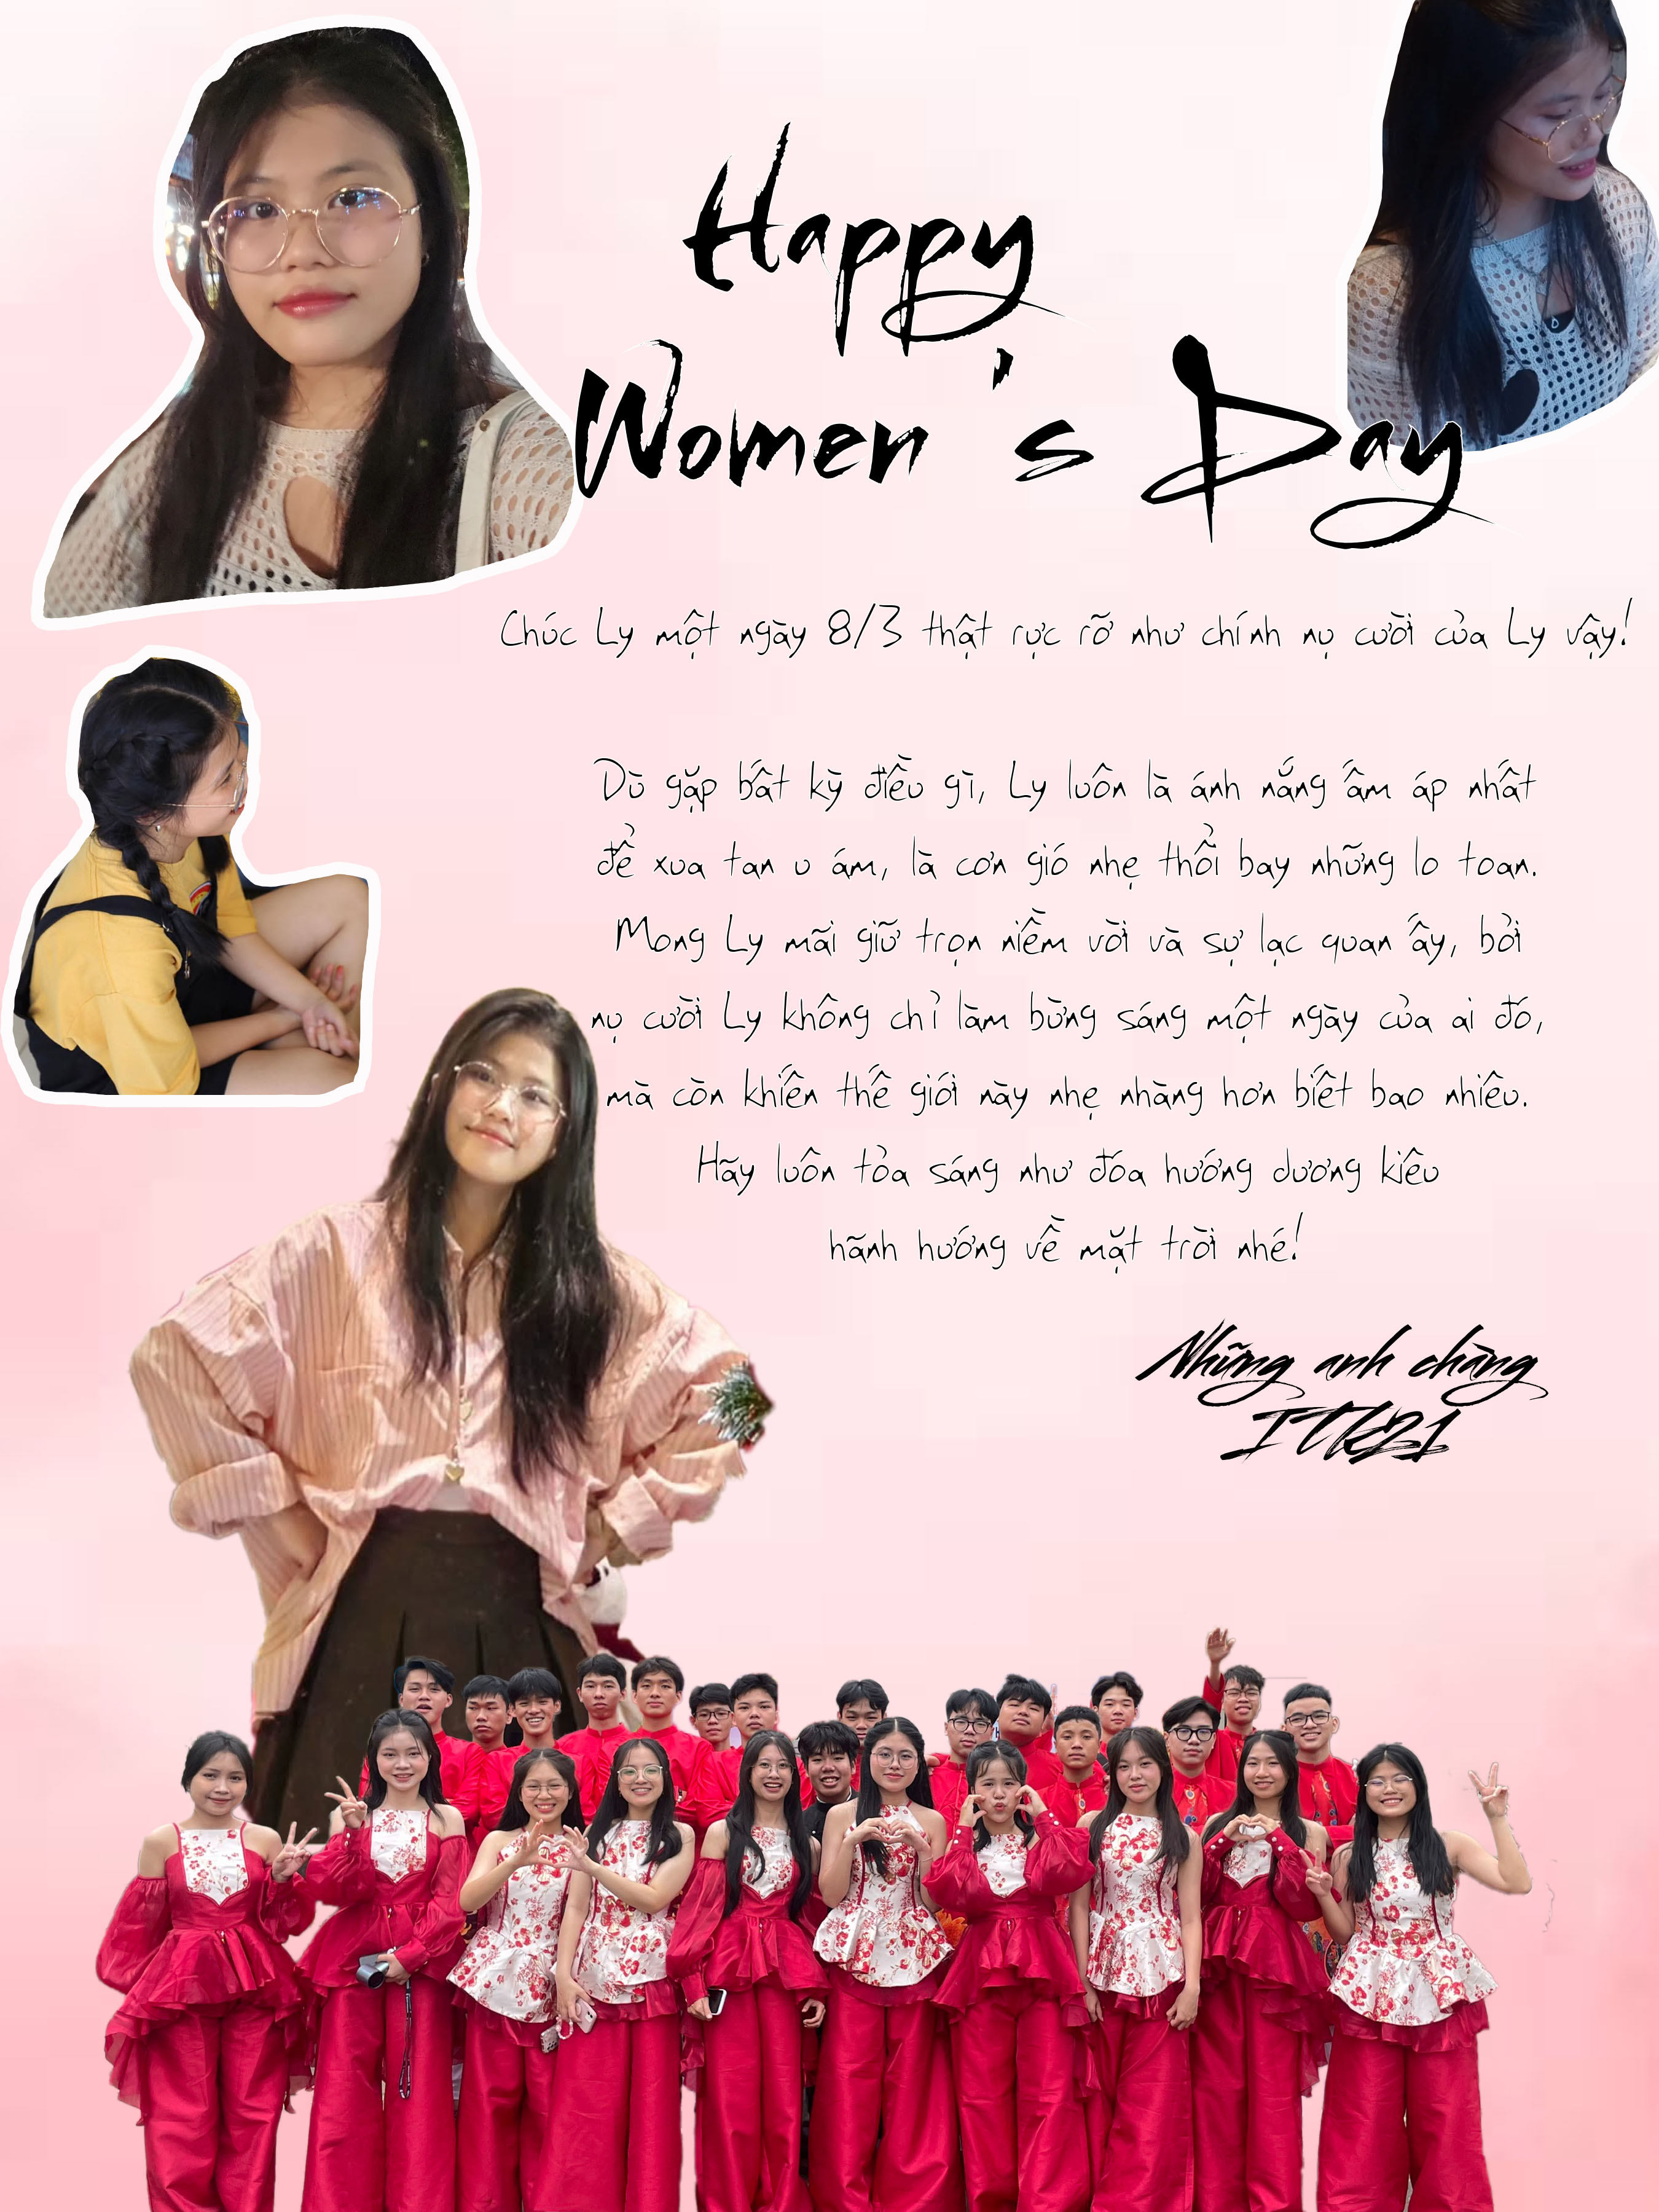 Happy
Women's Day
Chúc Ly một ngày 8/3 thật rực rỡ như chính nụ cười của Ly vậy!
Dù gặp bất kỳ điều gì, Ly luôn là ánh nắng ấm áp nhất
để xua tan u ám, là cơn gió nhẹ thổi bay những lo toan.
Mong Ly mãi giữ trọn niềm vời và sự lạc quan ấy, bởi
nụ cười Ly không chỉ làm bừng sáng một ngày của ai đó,
mà còn khiến thế giới này nhẹ nhàng hơn biết bao nhiêu.
Hãy luôn tỏa sáng như đóa hướng dương kiêu
hãnh hướng về mặt trời nhé!
Những anh chàng
ITK21